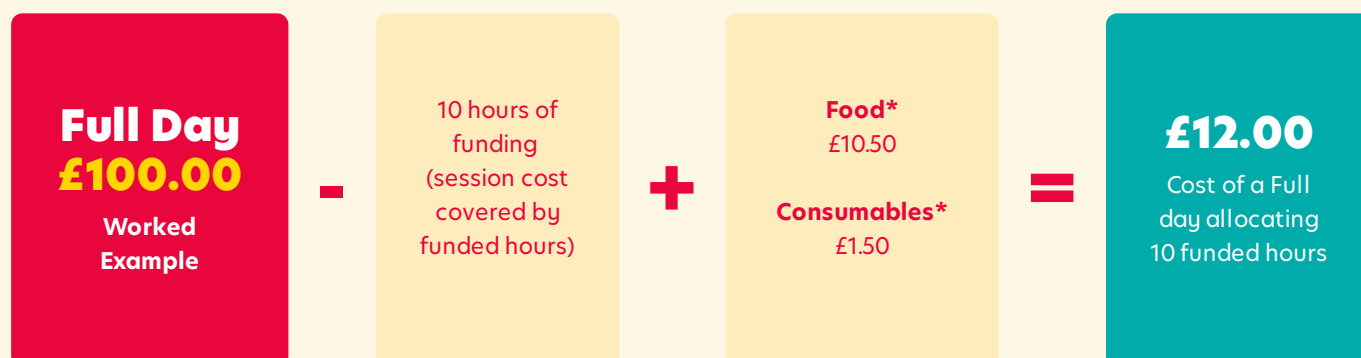 Full Day
£100.00
Worked
Example
-
10 hours of
funding
(session cost
covered by
funded hours)
+
Food*
£10.50
Consumables*
£1.50
=
£12.00
Cost of a Full
day allocating
10 funded hours